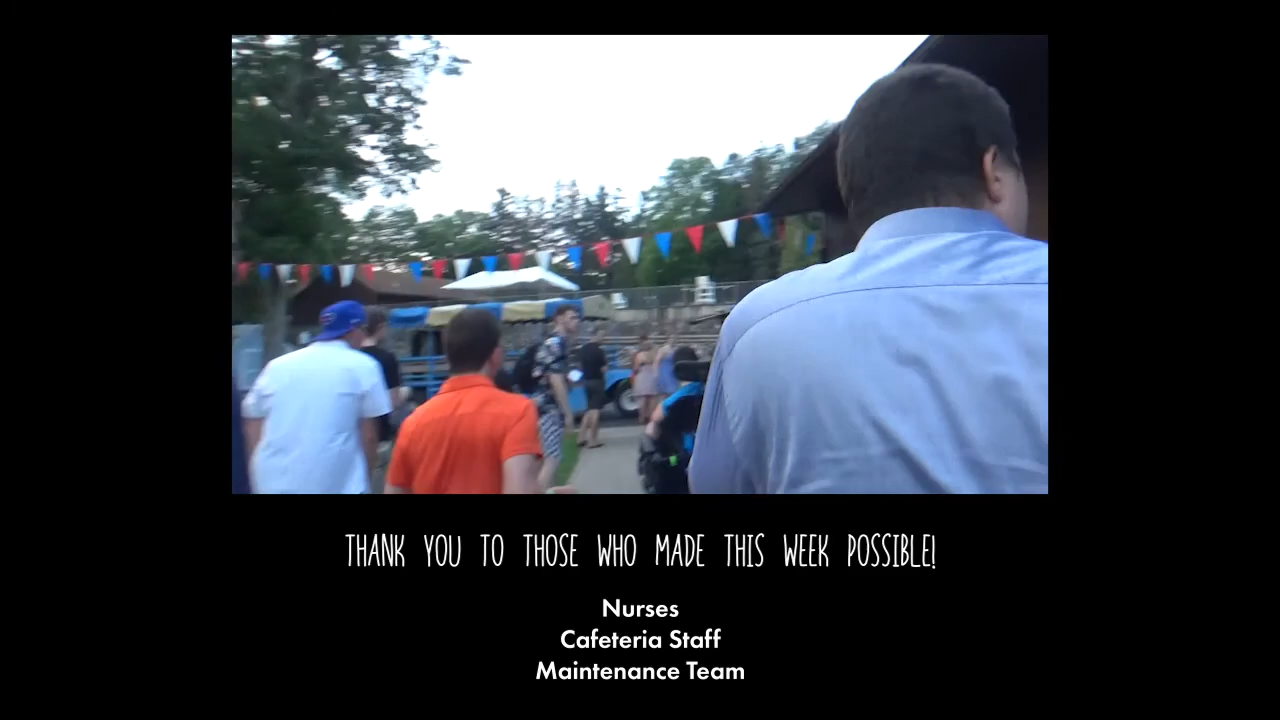 THANK YOU TO THOSE WHO MADE THIS WEEK POSSIBLE!
Nurses
Cafeteria Staff
Maintenance Team